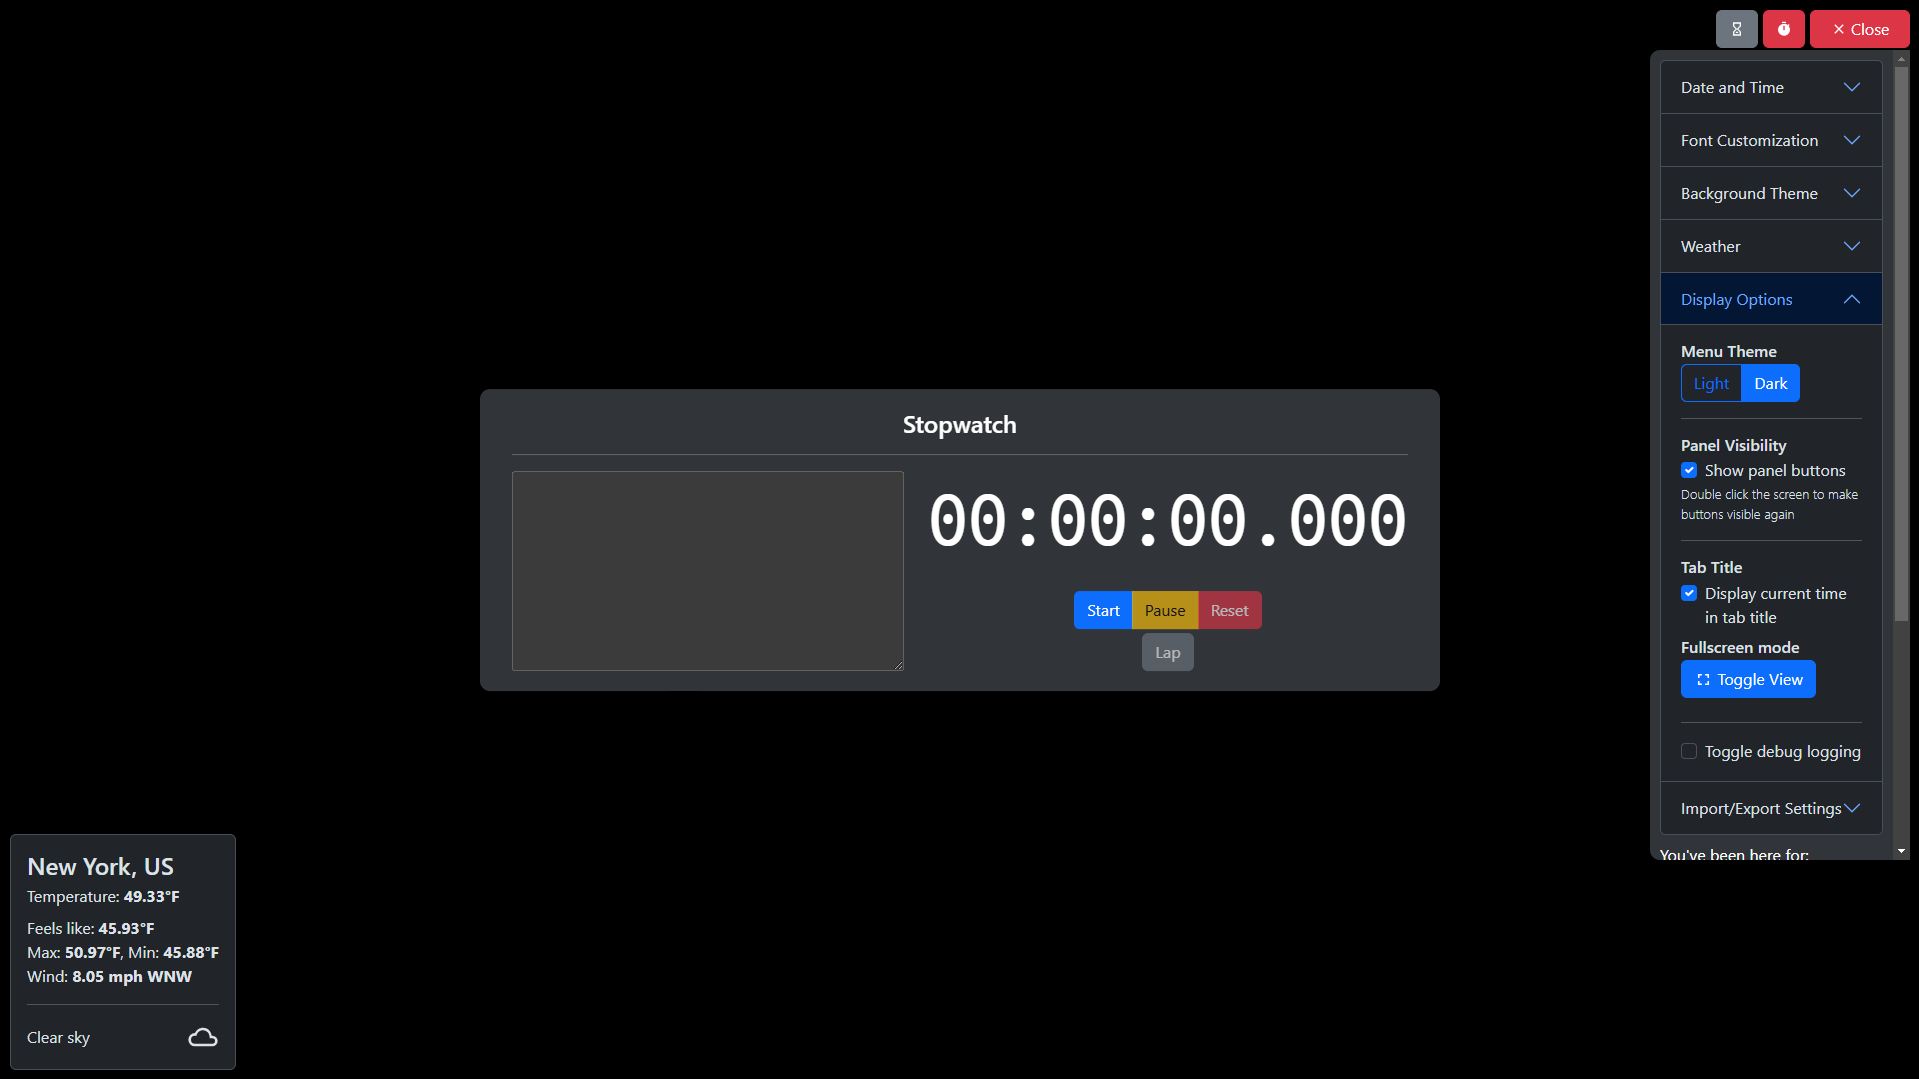 Close
Date and Time
Font Customization
Background Theme
Weather
Display Options
Menu Theme
Light Dark
Panel Visibility
Show panel buttons
Double click the screen to make
buttons visible again
Tab Title
Display current time
in tab title
Fullscreen mode
Toggle View
Toggle debug logging
Import/Export Settings
You've been here for:
Stopwatch
00:00:00.000
Start Pause Reset
Lap
New York, US
Temperature: 49.33°F
Feels like: 45.93°F
Max: 50.97°F, Min: 45.88°F
Wind: 8.05 mph WNW
Clear sky